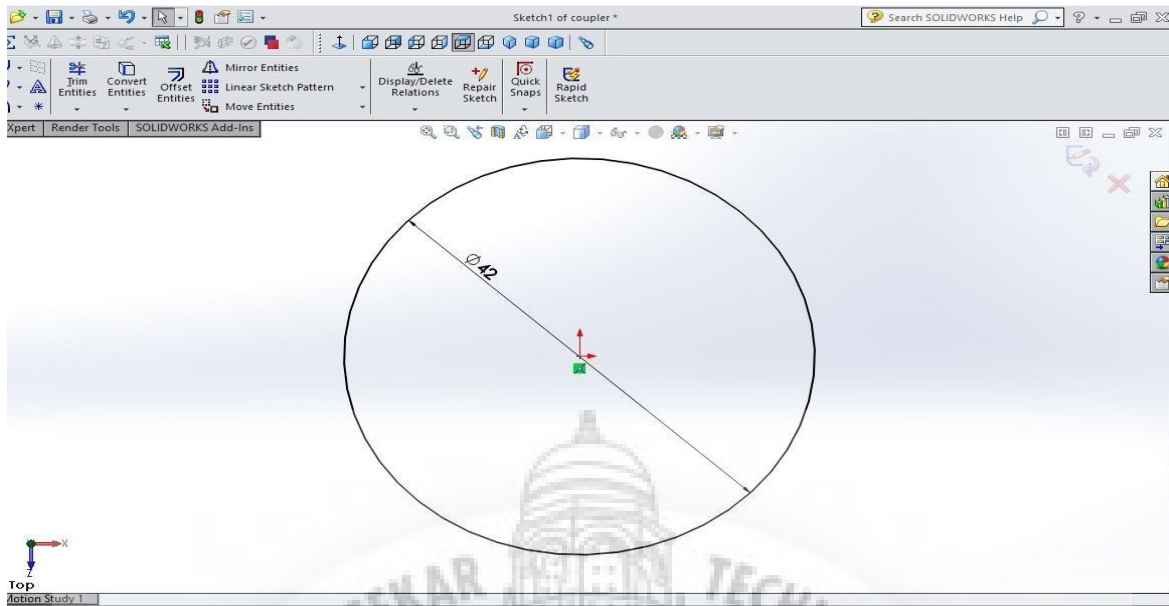 Sketch1 of coupler *
Search SOLIDWORKS Help
Trim Entities
Convert Entities
Offset Entities
Mirror Entities
Linear Sketch Pattern
Move Entities
Display/Delete Relations
Repair Sketch
Quick Snaps
Rapid Sketch
Xpert
Render Tools
SOLIDWORKS Add-Ins
Ø 42
X
Z
Top
Motion Study 1